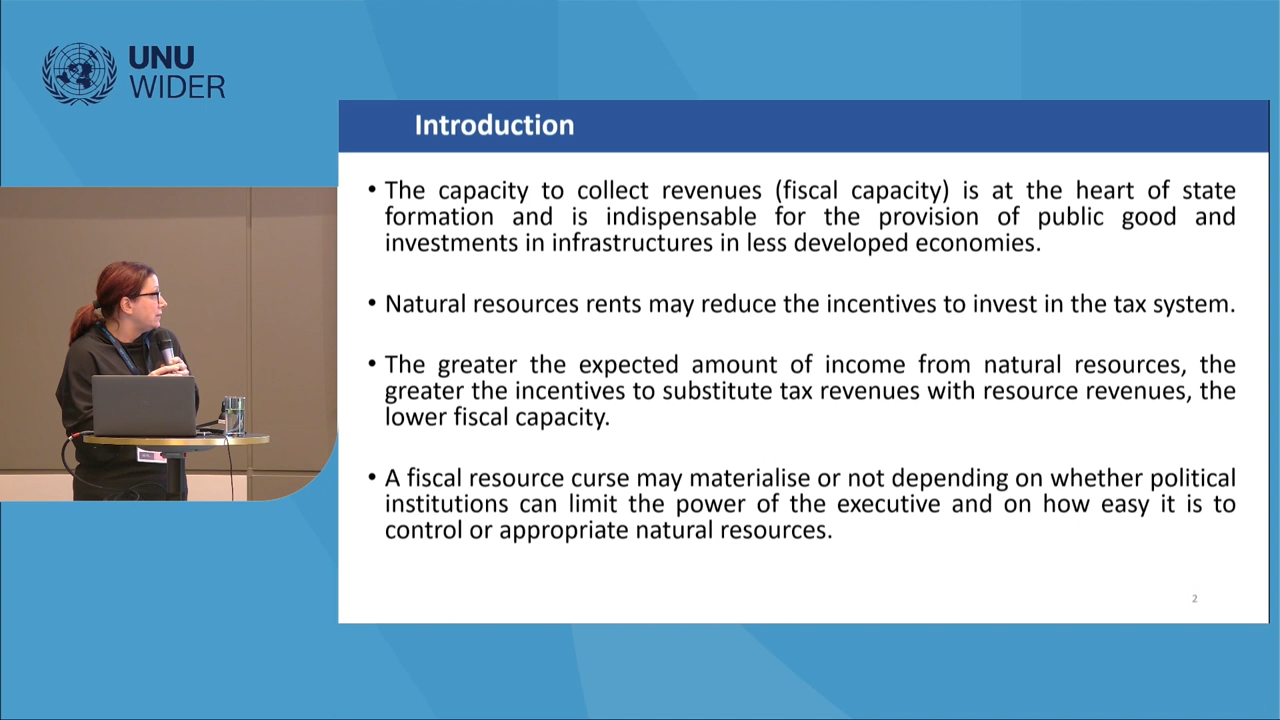 UNU
WIDER
Introduction
• The capacity to collect revenues (fiscal capacity) is at the heart of state
formation and is indispensable for the provision of public good and
investments in infrastructures in less developed economies.
• Natural resources rents may reduce the incentives to invest in the tax system.
• The greater the expected amount of income from natural resources, the
greater the incentives to substitute tax revenues with resource revenues, the
lower fiscal capacity.
• A fiscal resource curse may materialise or not depending on whether political
institutions can limit the power of the executive and on how easy it is to
control or appropriate natural resources.
2